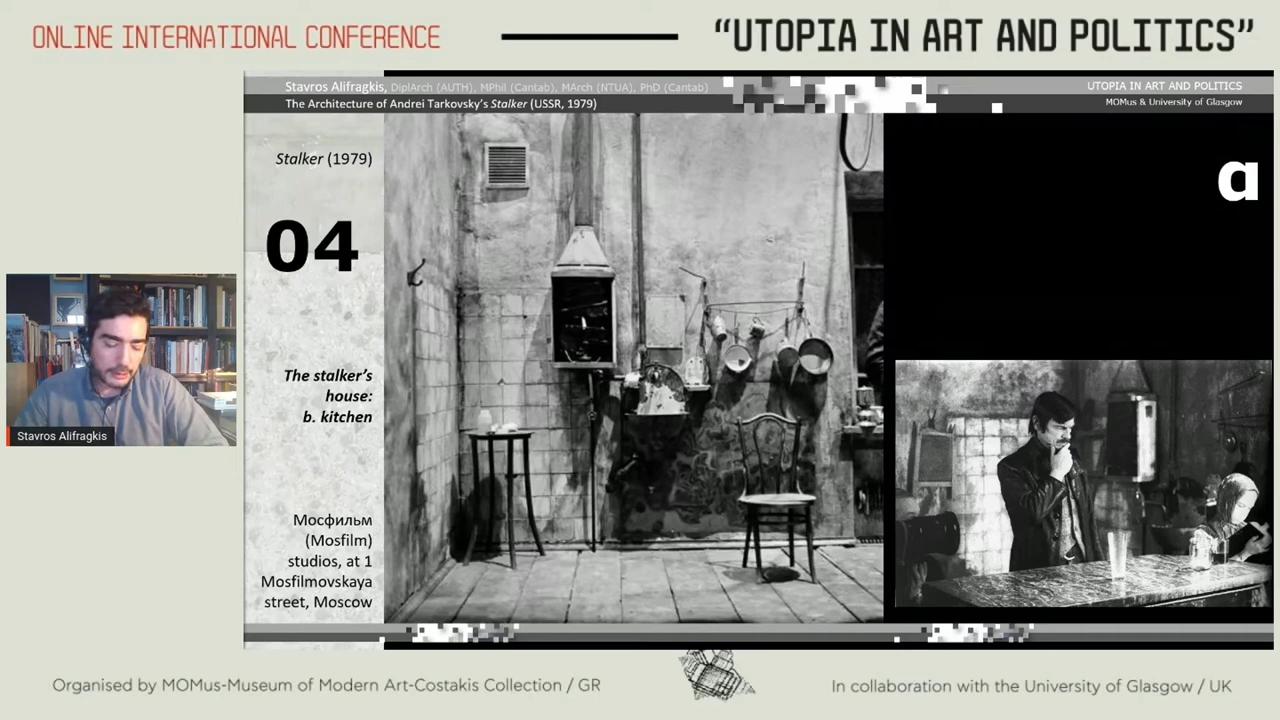 ONLINE INTERNATIONAL CONFERENCE
“UTOPIA IN ART AND POLITICS”
Stavros Alifragkis, DiplArch (AUTH), MPhil (Cantab), MArch (NTUA), PhD (Cantab)
The Architecture of Andrei Tarkovsky’s Stalker (USSR, 1979)
UTOPIA IN ART AND POLITICS
MOMus & University of Glasgow
Stalker (1979)
04
The stalker’s
house:
b. kitchen
Мосфильм
(Mosfilm)
studios, at 1
Mosfilmovskaya
street, Moscow
a
Stavros Alifragkis
Organised by MOMus-Museum of Modern Art-Costakis Collection / GR
In collaboration with the University of Glasgow / UK